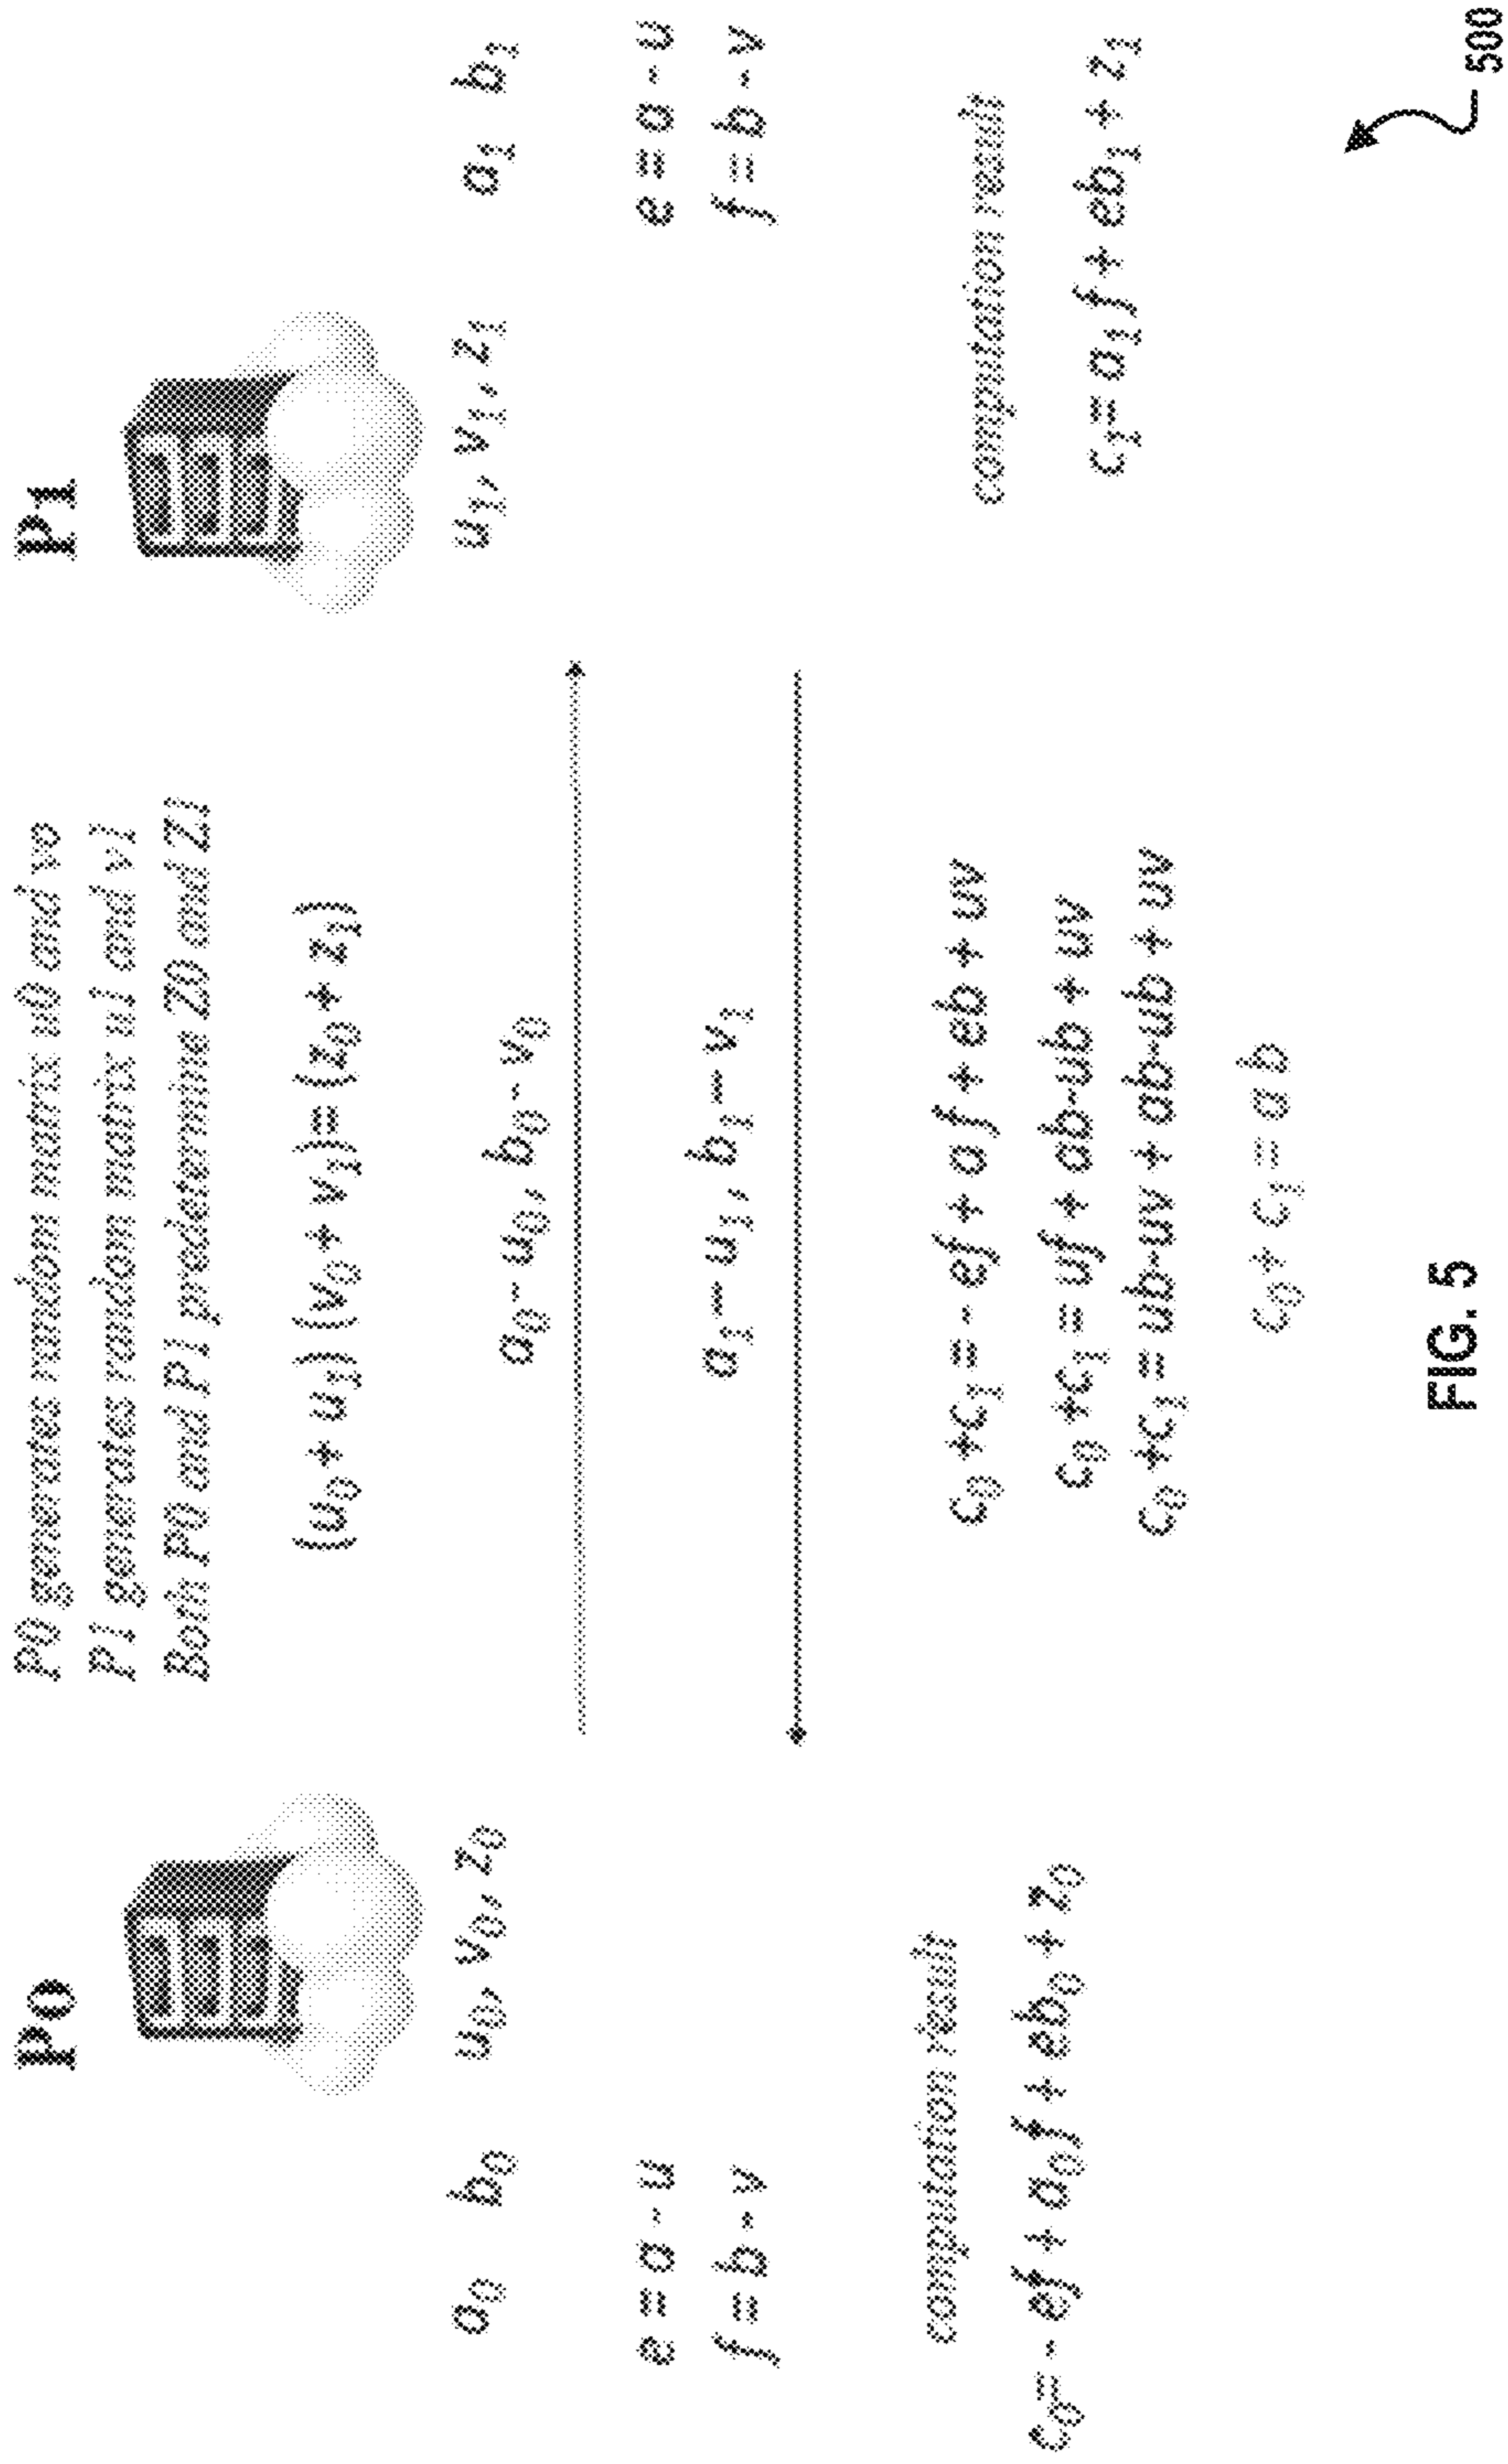 P0
P0 generates random matrix u0 and vo
P1 generates random matrix u1 and v1
Both P0 and P1 predetermine Z0 and Z1
P1
(u₀ + u₁) (v₀ + v₁) = (z₀ + z₁)
a₀ b₀
u₀, v₀, z₀
a₀ − u₀, b₀ − v₀
u₁, v₁, z₁
a₁ b₁
e = a - u
f = b - v
a₁ − u₁, b₁ − v₁
e = a - u
f = b - v
computation result
c₀ = - ef + a₀f + eb₀ + z₀
c₀ +c₁ = - ef + af + eb + uv
c₀ +c₁ = uf + ab-ub + uv
c₀ +c₁ = ub-uv + ab-ub + uv
c₀ + c₁ = a b
computation result
c₁ = a₁f + eb₁ + z₁
FIG. 5
500